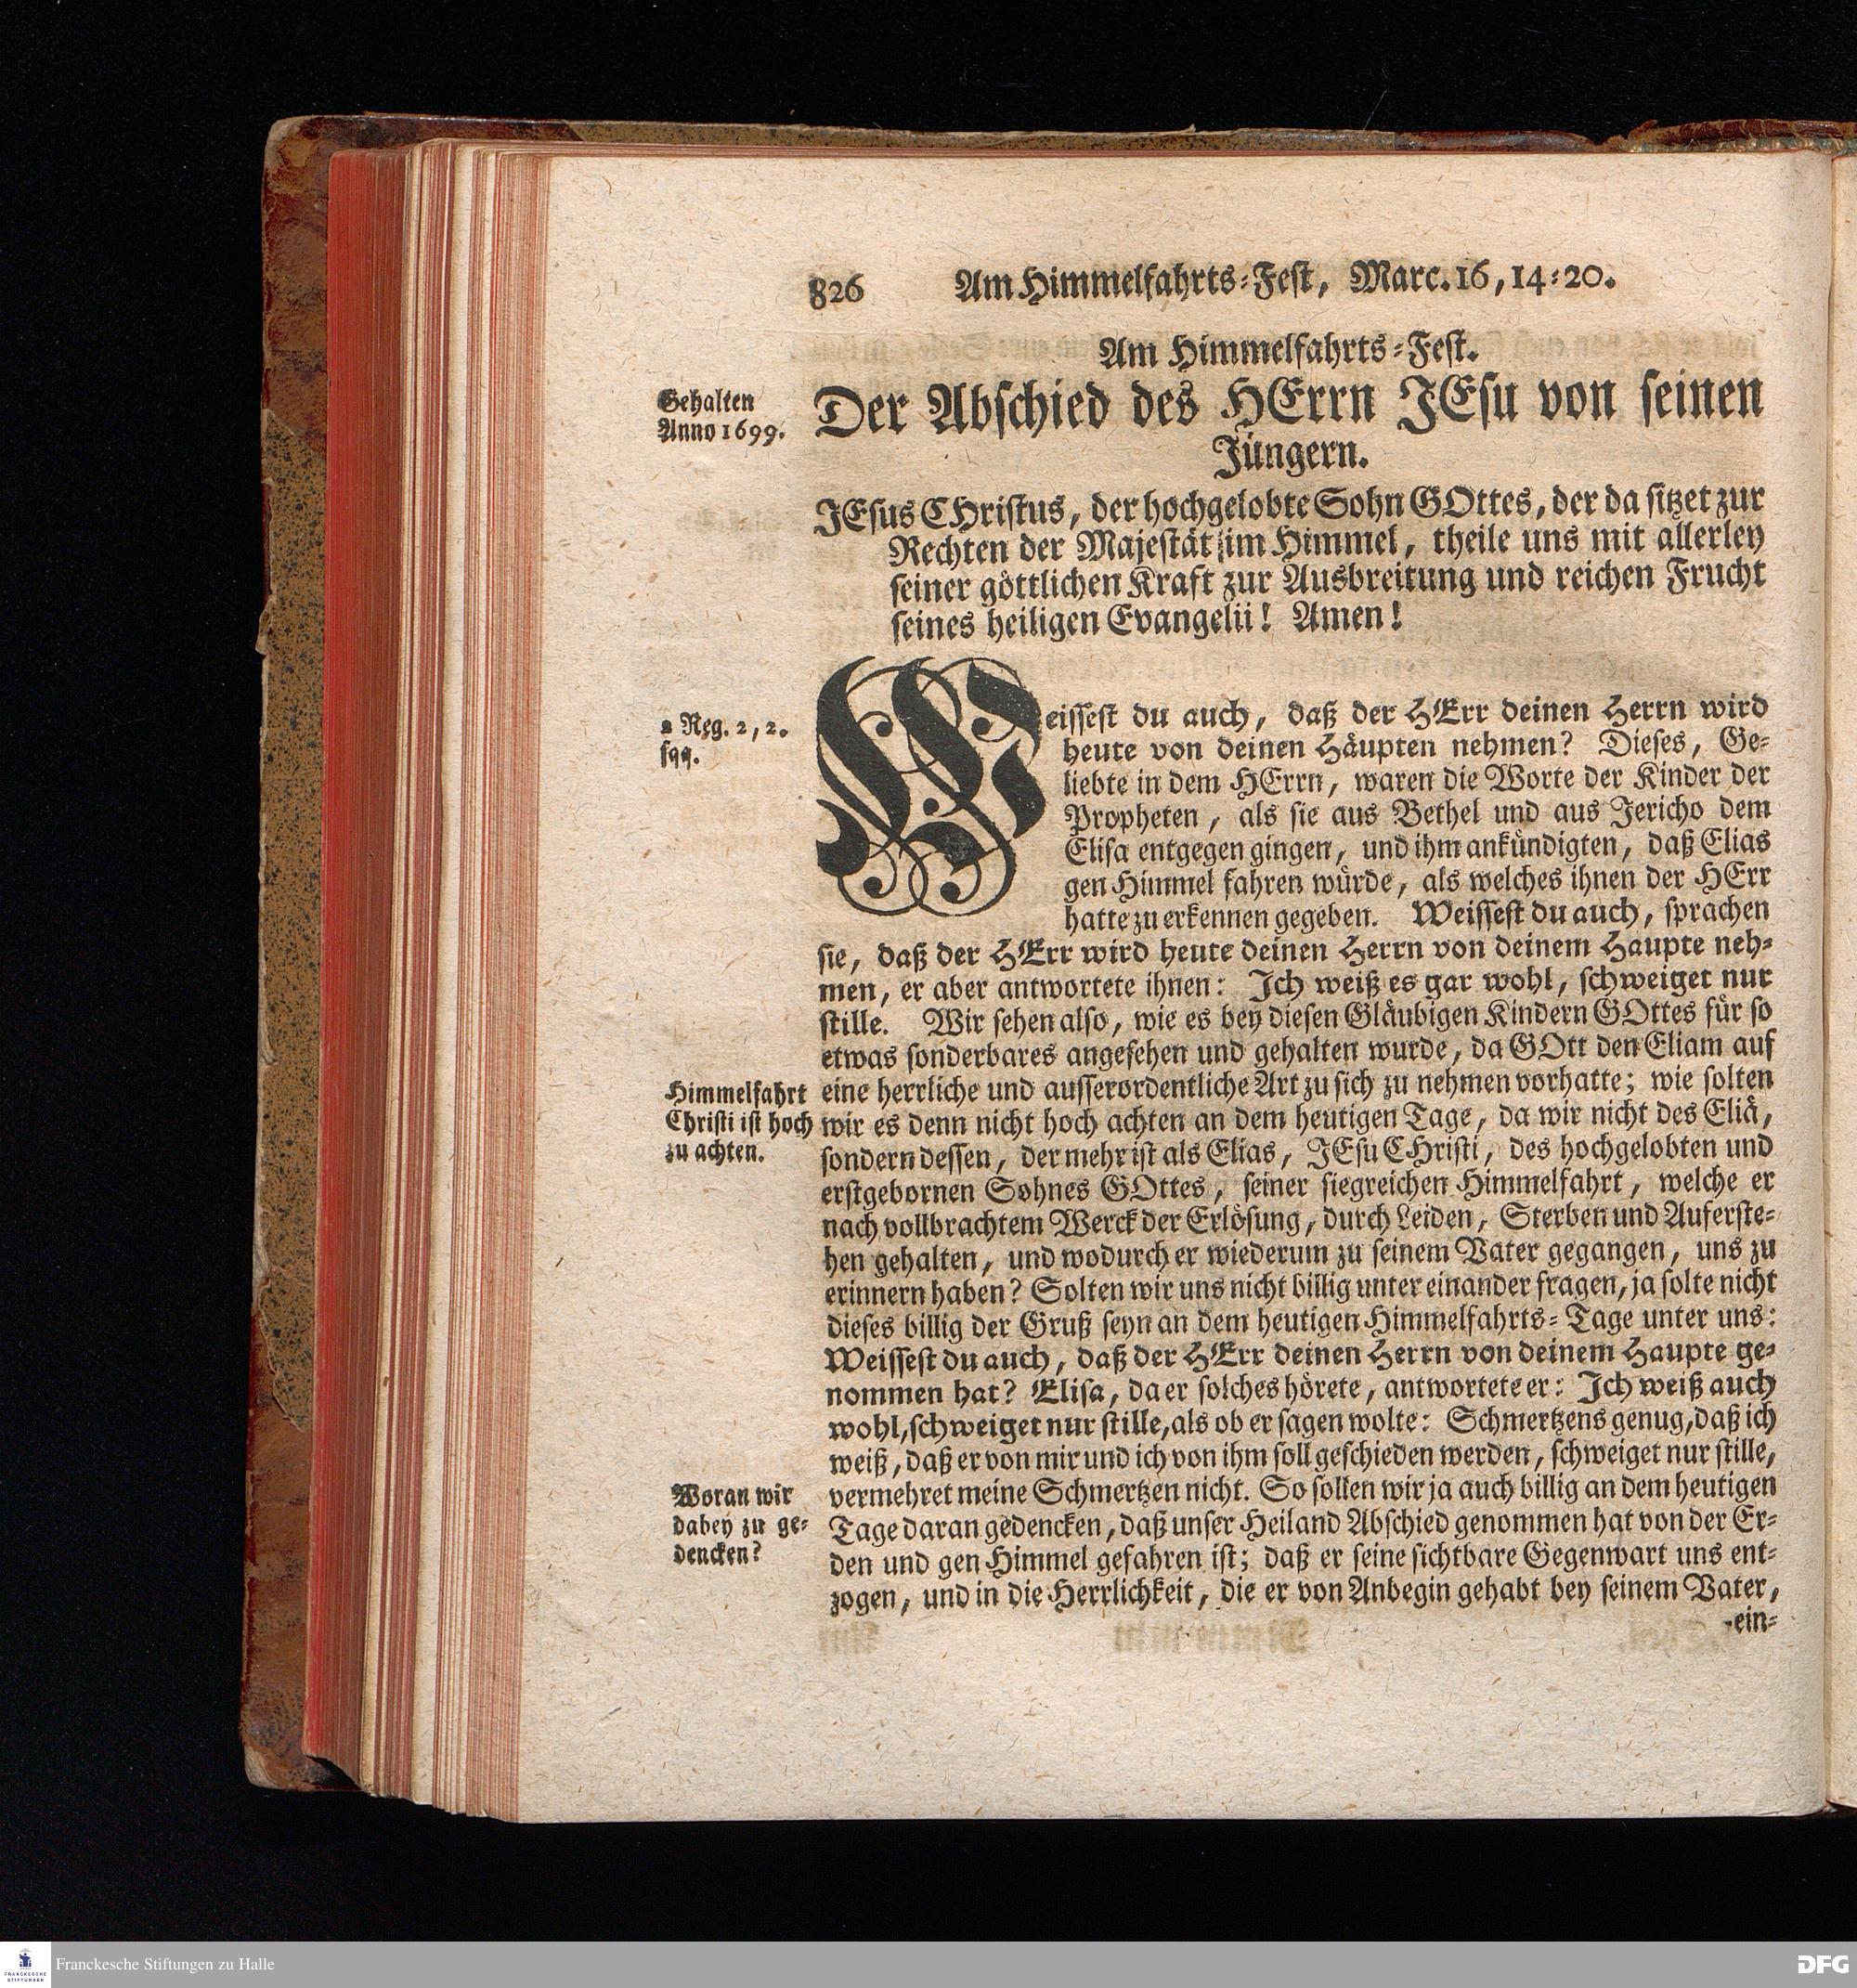 826 Am Himmelfahrts-Fest, Marc. 16, 14-20.
Am Himmelfahrts-Fest.
Gehalten
Anno 1699.
Der Abschied des HErrn JEsu von seinen
Jüngern.
JEsus CHristus, der hochgelobte Sohn GOttes, der da sitzet zur
Rechten der Majestät im Himmel, theile uns mit allerley
seiner göttlichen Kraft zur Ausbreitung und reichen Frucht
seines heiligen Evangelii! Amen!
2 Reg. 2, 2.
sqq.
Weissest du auch, daß der HErr deinen Herrn wird
heute von deinen Häupten nehmen? Dieses, Ge-
liebte in dem HErrn, waren die Worte der Kinder der
Propheten, als sie aus Bethel und aus Jericho dem
Elisa entgegen gingen, und ihm ankündigten, daß Elias
gen Himmel fahren würde, als welches ihnen der HErr
hatte zu erkennen gegeben. Weissest du auch, sprachen
sie, daß der HErr wird heute deinen Herrn von deinem Haupte neh-
men, er aber antwortete ihnen: Ich weiß es gar wohl, schweiget nur
stille. Wir sehen also, wie es bey diesen Gläubigen Kindern GOttes für so
etwas sonderbares angesehen und gehalten wurde, da GOtt den Eliam auf
eine herrliche und ausserordentliche Art zu sich zu nehmen vorhatte; wie solten
wir es denn nicht hoch achten an dem heutigen Tage, da wir nicht des Eliä,
sondern dessen, der mehr ist als Elias, JEsu CHristi, des hochgelobten und
erstgebornen Sohnes GOttes, seiner siegreichen Himmelfahrt, welche er
nach vollbrachtem Werck der Erlösung, durch Leiden, Sterben und Auferste-
hen gehalten, und wodurch er wiederum zu seinem Vater gegangen, uns zu
erinnern haben? Solten wir uns nicht billig unter einander fragen, ja solte nicht
dieses billig der Gruß seyn an dem heutigen Himmelfahrts-Tage unter uns:
Weissest du auch, daß der HErr deinen Herrn von deinem Haupte ge-
nommen hat? Elisa, da er solches hörete, antwortete er: Ich weiß auch
wohl, schweiget nur stille, als ob er sagen wolte: Schmertzens genug, daß ich
weiß, daß er von mir und ich von ihm soll geschieden werden, schweiget nur stille,
vermehret meine Schmertzen nicht. So sollen wir ja auch billig an dem heutigen
Tage daran gedencken, daß unser Heiland Abschied genommen hat von der Er-
den und gen Himmel gefahren ist; daß er seine sichtbare Gegenwart uns ent-
zogen, und in die Herrlichkeit, die er von Anbegin gehabt bey seinem Vater,
ein-
Himmelfahrt
Christi ist hoch
zu achten.
Woran wir
dabey zu ge-
dencken?
FRANCKESCHE
STIFTUNGEN
Franckesche Stiftungen zu Halle
DFG